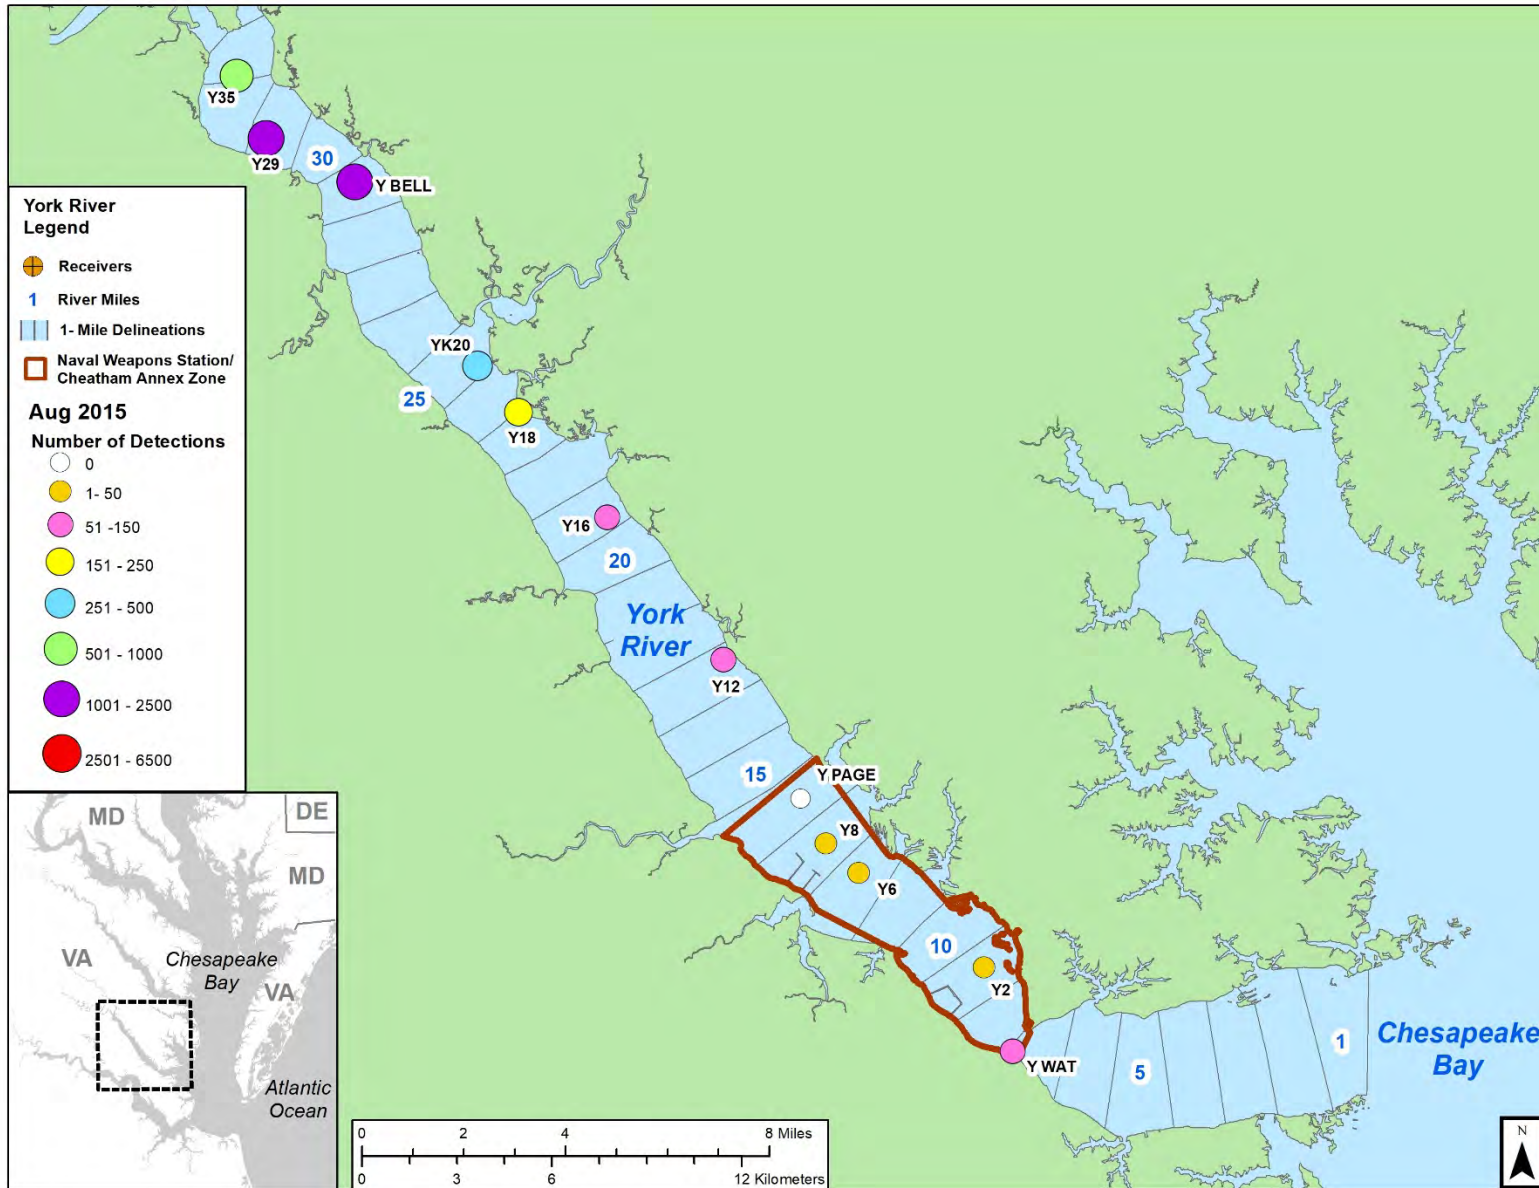 Y35
Y29
30
Y BELL
York River
Legend
Receivers
1 River Miles
1- Mile Delineations
Naval Weapons Station/
Cheatham Annex Zone
Aug 2015
Number of Detections
0
1- 50
51 -150
151 - 250
251 - 500
501 - 1000
1001 - 2500
2501 - 6500
YK20
25
Y18
Y16
20
York
River
Y12
15
Y PAGE
Y8
Y6
10
Y2
Y WAT
5
1
Chesapeake
Bay
MD
DE
MD
VA
Chesapeake
Bay
VA
Atlantic
Ocean
0 2 4 8 Miles
0 3 6 12 Kilometers
N